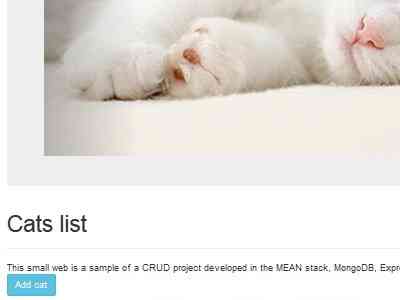 Cats list
This small web is a sample of a CRUD project developed in the MEAN stack, MongoDB, Expr
Add cat